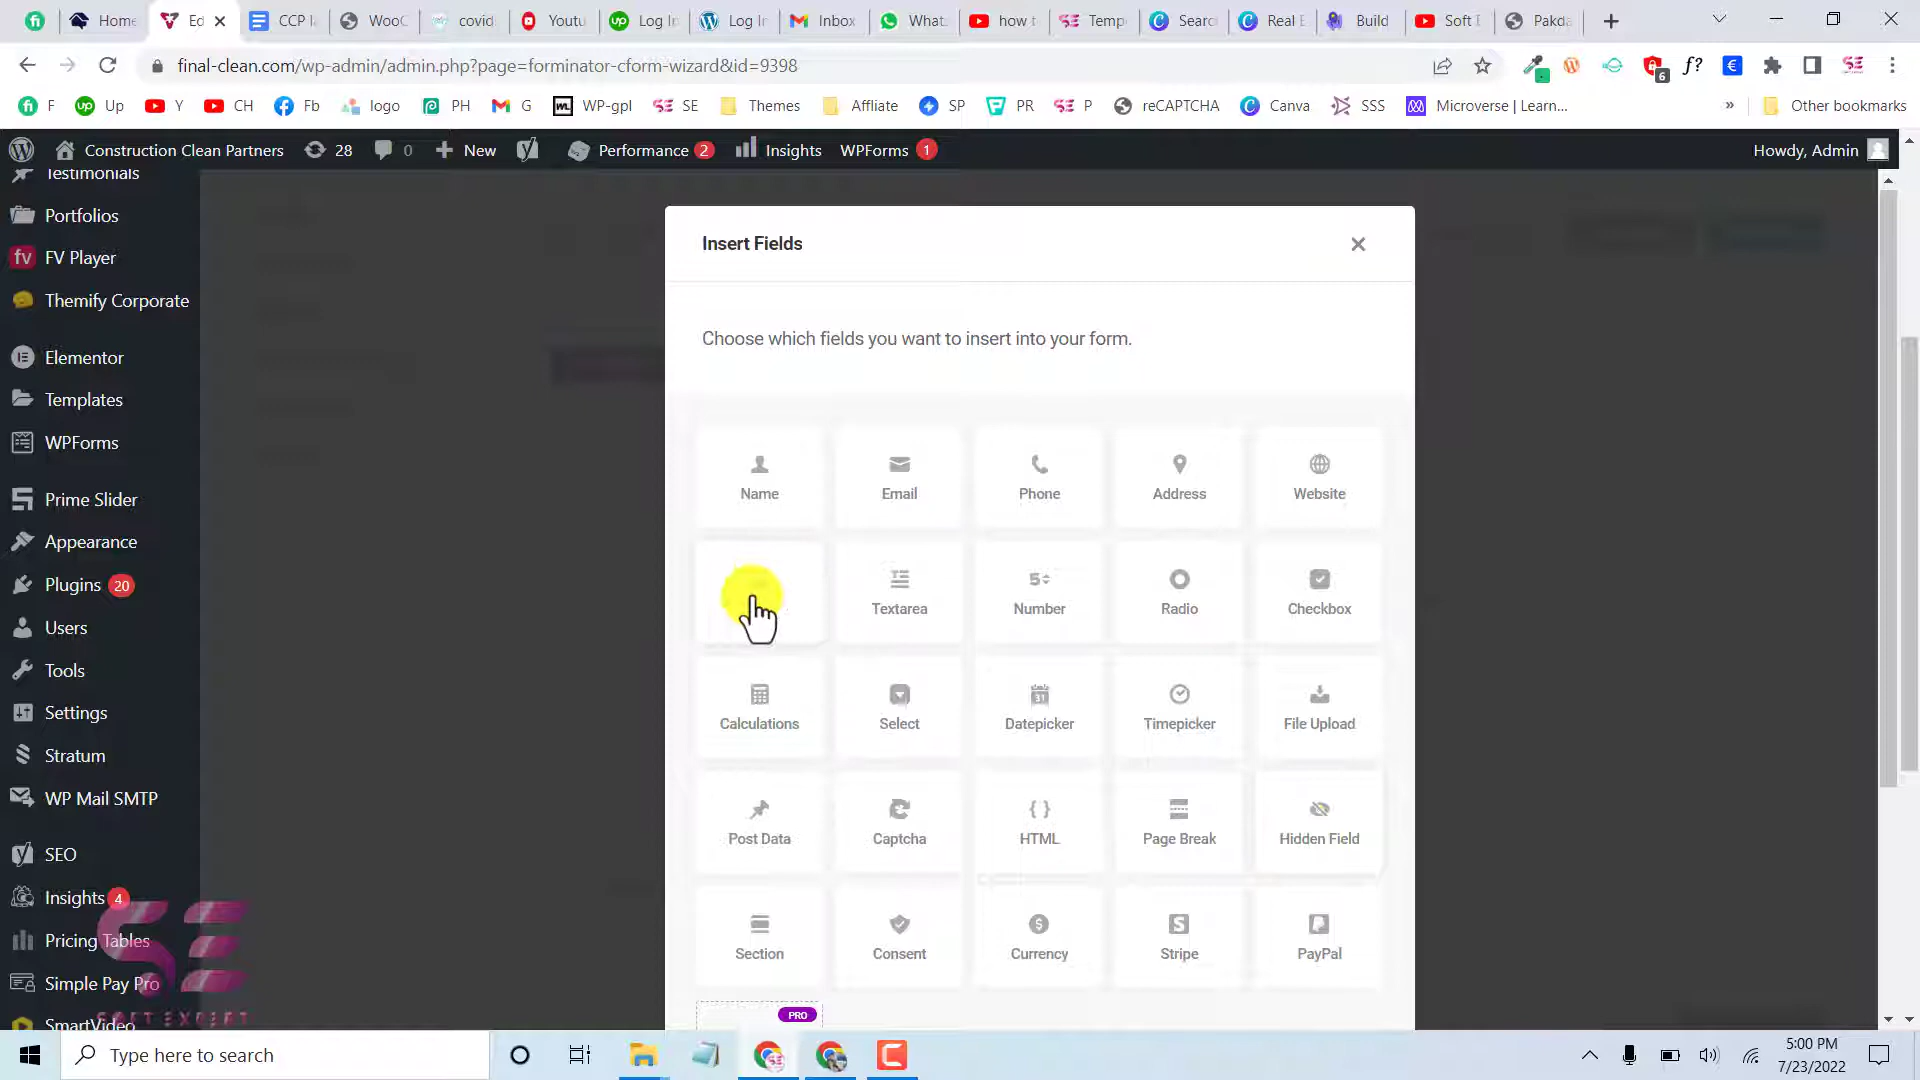 Home
Ed
CCP l
WooC
covid
Youtu
Log In
Log In
Inbox
What
how t
Temp
Searc
Real E
Build
Soft E
Pakda
final-clean.com/wp-admin/admin.php?page=forminator-cform-wizard&id=9398
F
Up
Y
CH
Fb
logo
PH
G
WP-gpl
SE
Themes
Affliate
SP
PR
P
reCAPTCHA
Canva
SSS
Microverse | Learn...
»
Other bookmarks
Construction Clean Partners
28
0
New
Performance 2
Insights
WPForms 1
Howdy, Admin
Testimonials
Portfolios
FV Player
Themify Corporate
Elementor
Templates
WPForms
Prime Slider
Appearance
Plugins 20
Users
Tools
Settings
Stratum
WP Mail SMTP
SEO
Insights 4
Pricing Tables
Simple Pay Pro
SmartVideo
SOFT EXPERT
Insert Fields
Choose which fields you want to insert into your form.
Name
Email
Phone
Address
Website
Textarea
Number
Radio
Checkbox
Calculations
Select
Datepicker
Timepicker
File Upload
Post Data
Captcha
HTML
Page Break
Hidden Field
Section
Consent
Currency
Stripe
PayPal
PRO
Type here to search
5:00 PM
7/23/2022